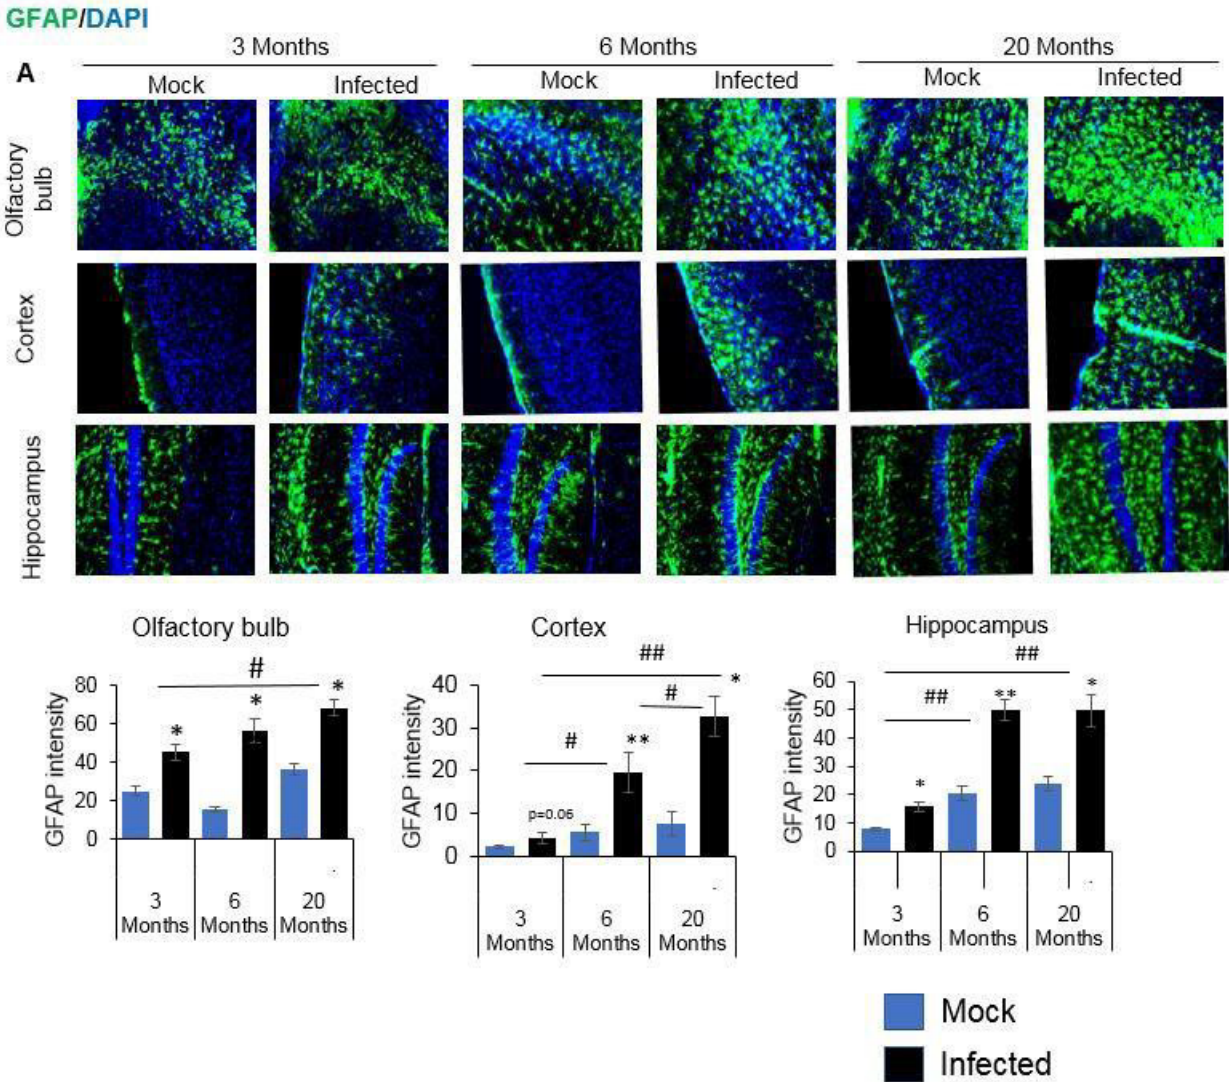 GFAP/DAPI
3 Months 6 Months 20 Months
A
Mock Infected Mock Infected Mock Infected
Olfactory
bulb
Cortex
Hippocampus
Olfactory bulb
#
* * *
GFAP intensity
80
60
40
20
0
3
Months
6
Months
20
Months
Cortex
##
# #
** *
p=0.06
GFAP intensity
40
30
20
10
0
3
Months
6
Months
20
Months
Hippocampus
##
##
* ** *
GFAP intensity
60
50
40
30
20
10
0
3
Months
6
Months
20
Months
Mock
Infected